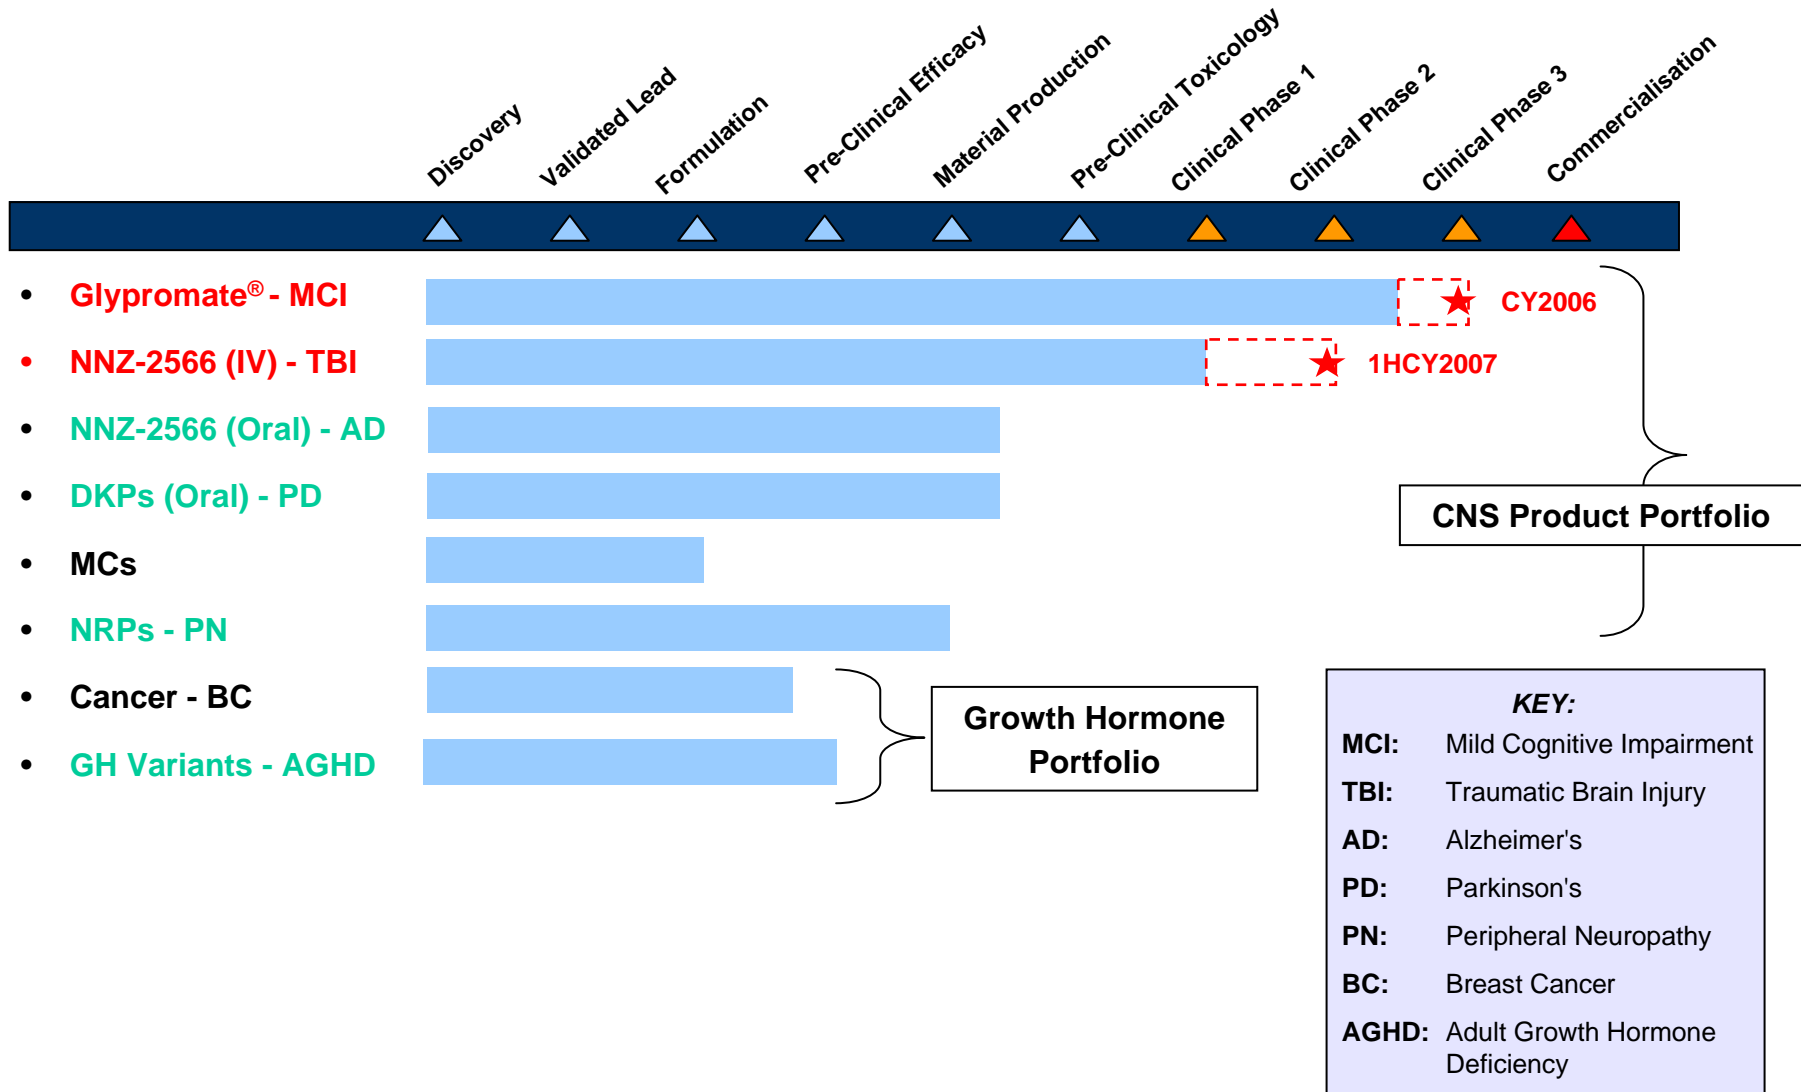 Discovery
Validated Lead
Formulation
Pre-Clinical Efficacy
Material Production
Pre-Clinical Toxicology
Clinical Phase 1
Clinical Phase 2
Clinical Phase 3
Commercialisation
• Glypromate® - MCI
CY2006
• NNZ-2566 (IV) - TBI
1HCY2007
• NNZ-2566 (Oral) - AD
• DKPs (Oral) - PD
CNS Product Portfolio
• MCs
• NRPs - PN
• Cancer - BC
• GH Variants - AGHD
Growth Hormone
Portfolio
KEY:
MCI: Mild Cognitive Impairment
TBI: Traumatic Brain Injury
AD: Alzheimer's
PD: Parkinson's
PN: Peripheral Neuropathy
BC: Breast Cancer
AGHD: Adult Growth Hormone
Deficiency